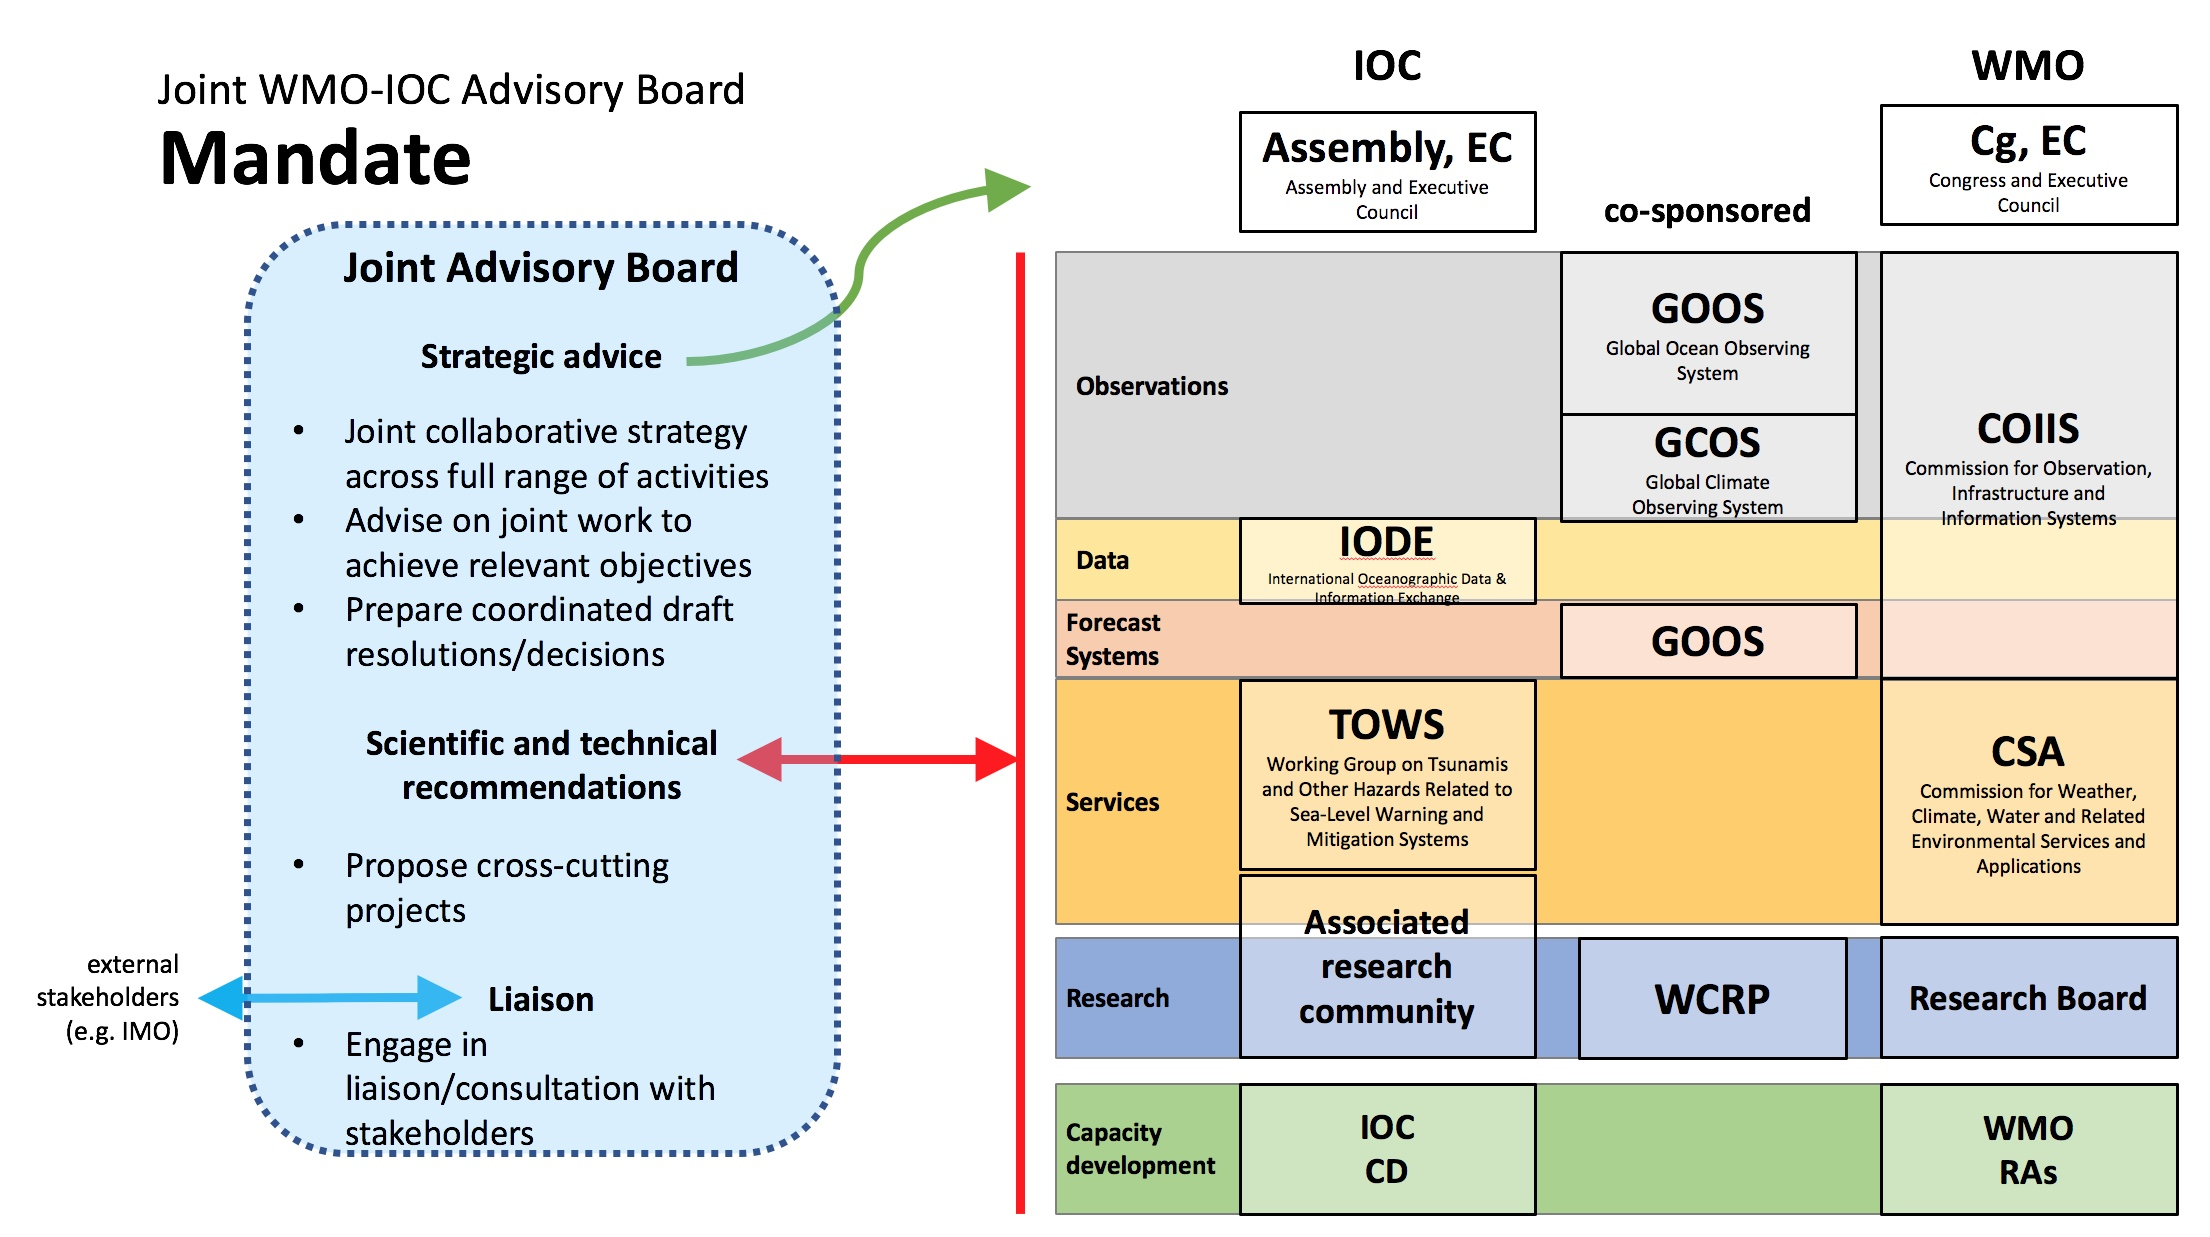 Joint WMO-IOC Advisory Board
Mandate
Joint Advisory Board
Strategic advice
• Joint collaborative strategy
across full range of activities
• Advise on joint work to
achieve relevant objectives
• Prepare coordinated draft
resolutions/decisions
Scientific and technical
recommendations
• Propose cross-cutting
projects
external
stakeholders
(e.g. IMO)
Liaison
• Engage in
liaison/consultation with
stakeholders
IOC
WMO
Assembly, EC
Assembly and Executive
Council
co-sponsored
Cg, EC
Congress and Executive
Council
Observations
GOOS
Global Ocean Observing
System
GCOS
Global Climate
Observing System
COIIS
Commission for Observation,
Infrastructure and
Information Systems
Data
IODE
International Oceanographic Data &
Information Exchange
Forecast
Systems
GOOS
Services
TOWS
Working Group on Tsunamis
and Other Hazards Related to
Sea-Level Warning and
Mitigation Systems
CSA
Commission for Weather,
Climate, Water and Related
Environmental Services and
Applications
Research
Associated
research
community
WCRP
Research Board
Capacity
development
IOC
CD
WMO
RAs